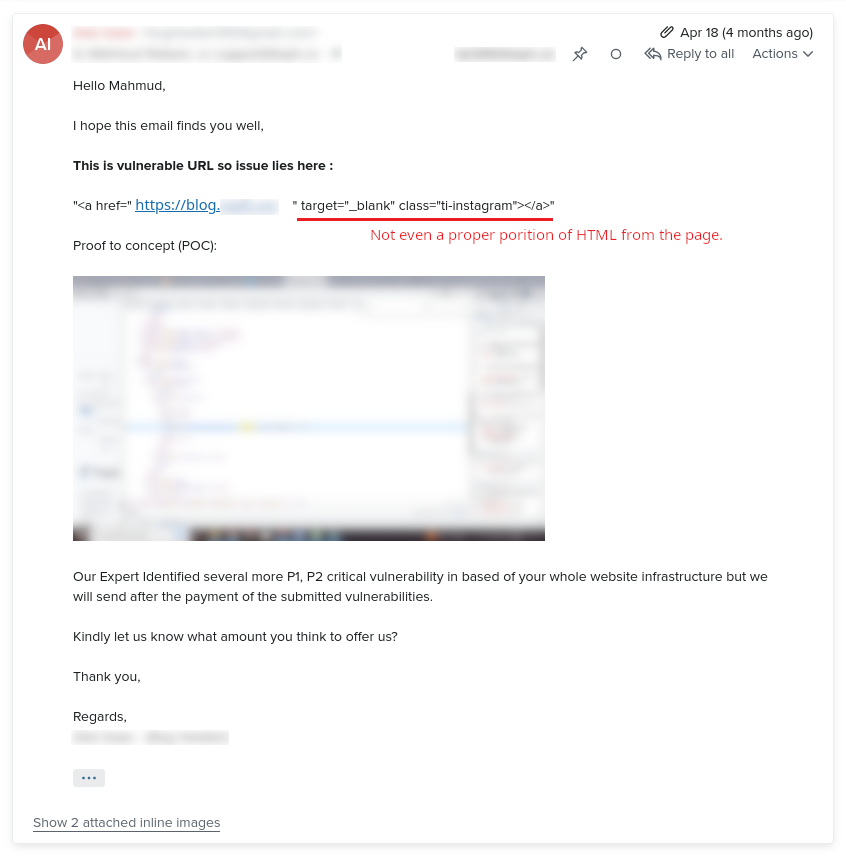 AI
Apr 18 (4 months ago)
Reply to all
Actions
Hello Mahmud,
I hope this email finds you well,
This is vulnerable URL so issue lies here :
"<a href=" https://blog. " target="_blank" class="ti-instagram"></a>"
Not even a proper porition of HTML from the page.
Proof to concept (POC):
Our Expert Identified several more P1, P2 critical vulnerability in based of your whole website infrastructure but we
will send after the payment of the submitted vulnerabilities.
Kindly let us know what amount you think to offer us?
Thank you,
Regards,
Show 2 attached inline images